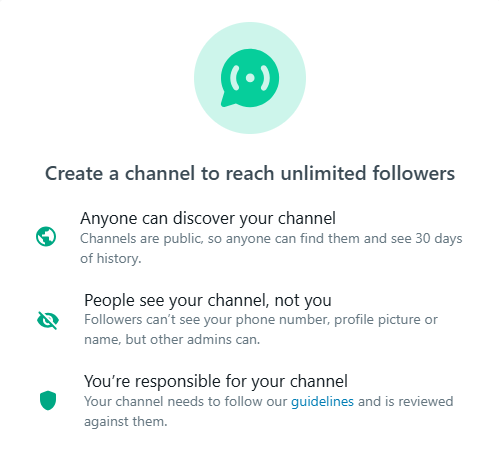 Create a channel to reach unlimited followers
Anyone can discover your channel
Channels are public, so anyone can find them and see 30 days
of history.
People see your channel, not you
Followers can’t see your phone number, profile picture or
name, but other admins can.
You’re responsible for your channel
Your channel needs to follow our guidelines and is reviewed
against them.